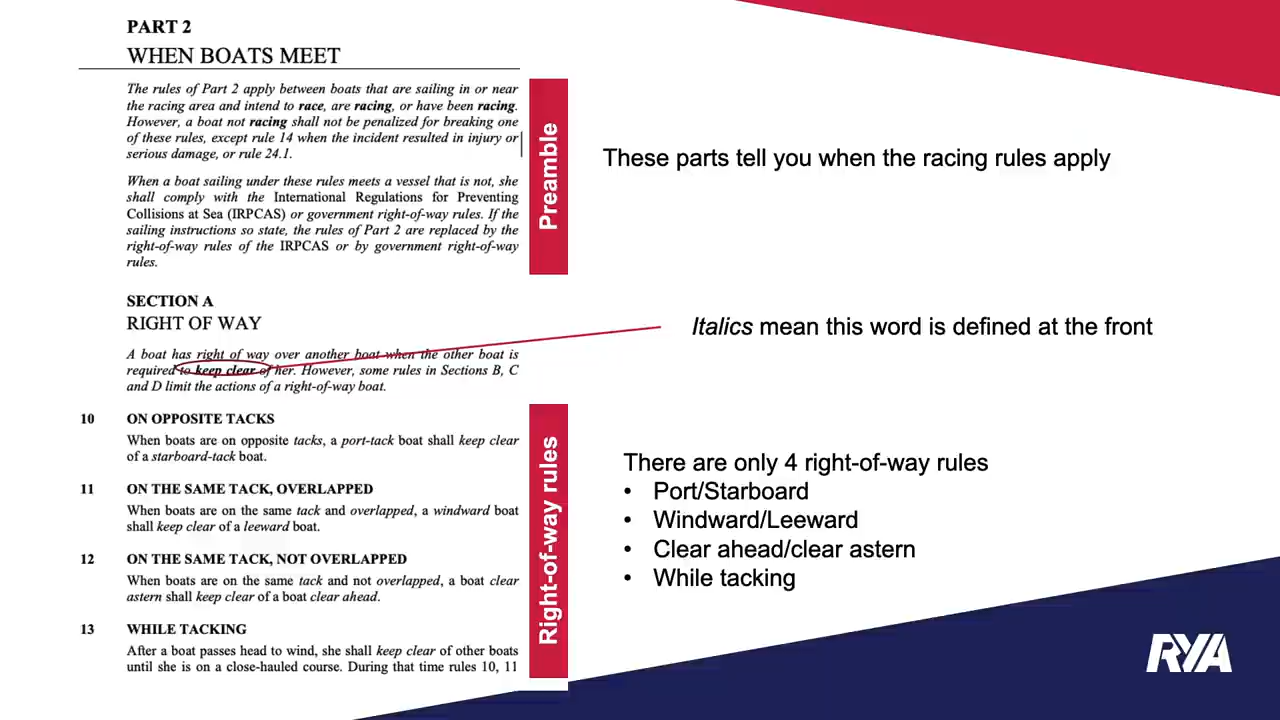 PART 2
WHEN BOATS MEET
The rules of Part 2 apply between boats that are sailing in or near
the racing area and intend to race, are racing, or have been racing.
However, a boat not racing shall not be penalized for breaking one
of these rules, except rule 14 when the incident resulted in injury or
serious damage, or rule 24.1.
When a boat sailing under these rules meets a vessel that is not, she
shall comply with the International Regulations for Preventing
Collisions at Sea (IRPCAS) or government right-of-way rules. If the
sailing instructions so state, the rules of Part 2 are replaced by the
right-of-way rules of the IRPCAS or by government right-of-way
rules.
Preamble
These parts tell you when the racing rules apply
SECTION A
RIGHT OF WAY
A boat has right of way over another boat when the other boat is
required to keep clear of her. However, some rules in Sections B, C
and D limit the actions of a right-of-way boat.
Italics mean this word is defined at the front
10 ON OPPOSITE TACKS
When boats are on opposite tacks, a port-tack boat shall keep clear
of a starboard-tack boat.
11 ON THE SAME TACK, OVERLAPPED
When boats are on the same tack and overlapped, a windward boat
shall keep clear of a leeward boat.
12 ON THE SAME TACK, NOT OVERLAPPED
When boats are on the same tack and not overlapped, a boat clear
astern shall keep clear of a boat clear ahead.
13 WHILE TACKING
After a boat passes head to wind, she shall keep clear of other boats
until she is on a close-hauled course. During that time rules 10, 11
Right-of-way rules
There are only 4 right-of-way rules
• Port/Starboard
• Windward/Leeward
• Clear ahead/clear astern
• While tacking
RYA